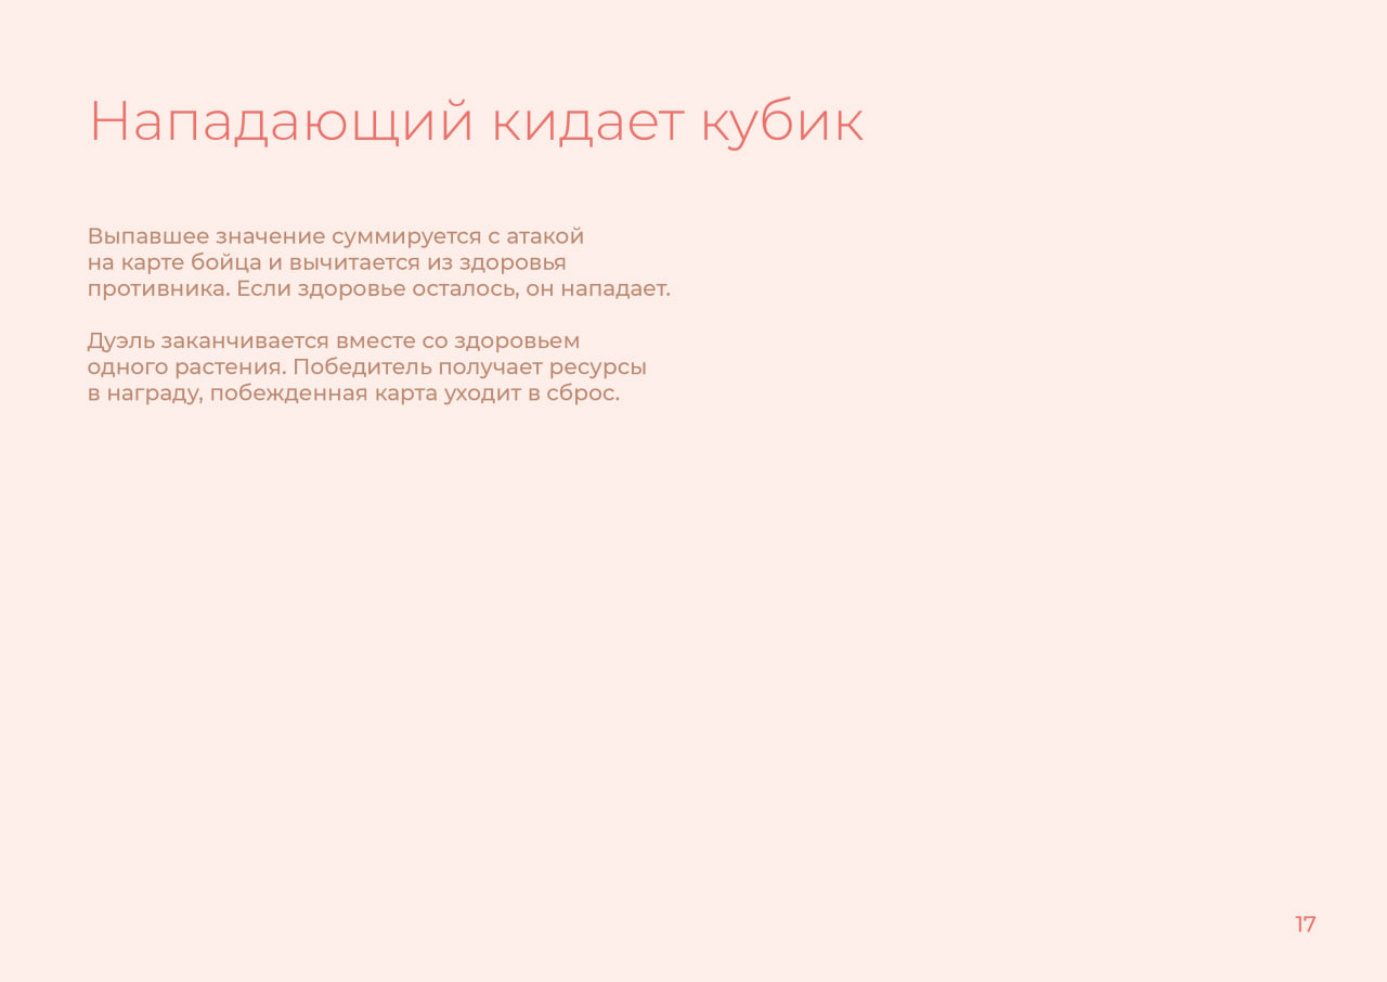 Нападающий кидает кубик
Выпавшее значение суммируется с атакой
на карте бойца и вычитается из здоровья
противника. Если здоровье осталось, он нападает.
Дуэль заканчивается вместе со здоровьем
одного растения. Победитель получает ресурсы
в награду, побежденная карта уходит в сброс.
17